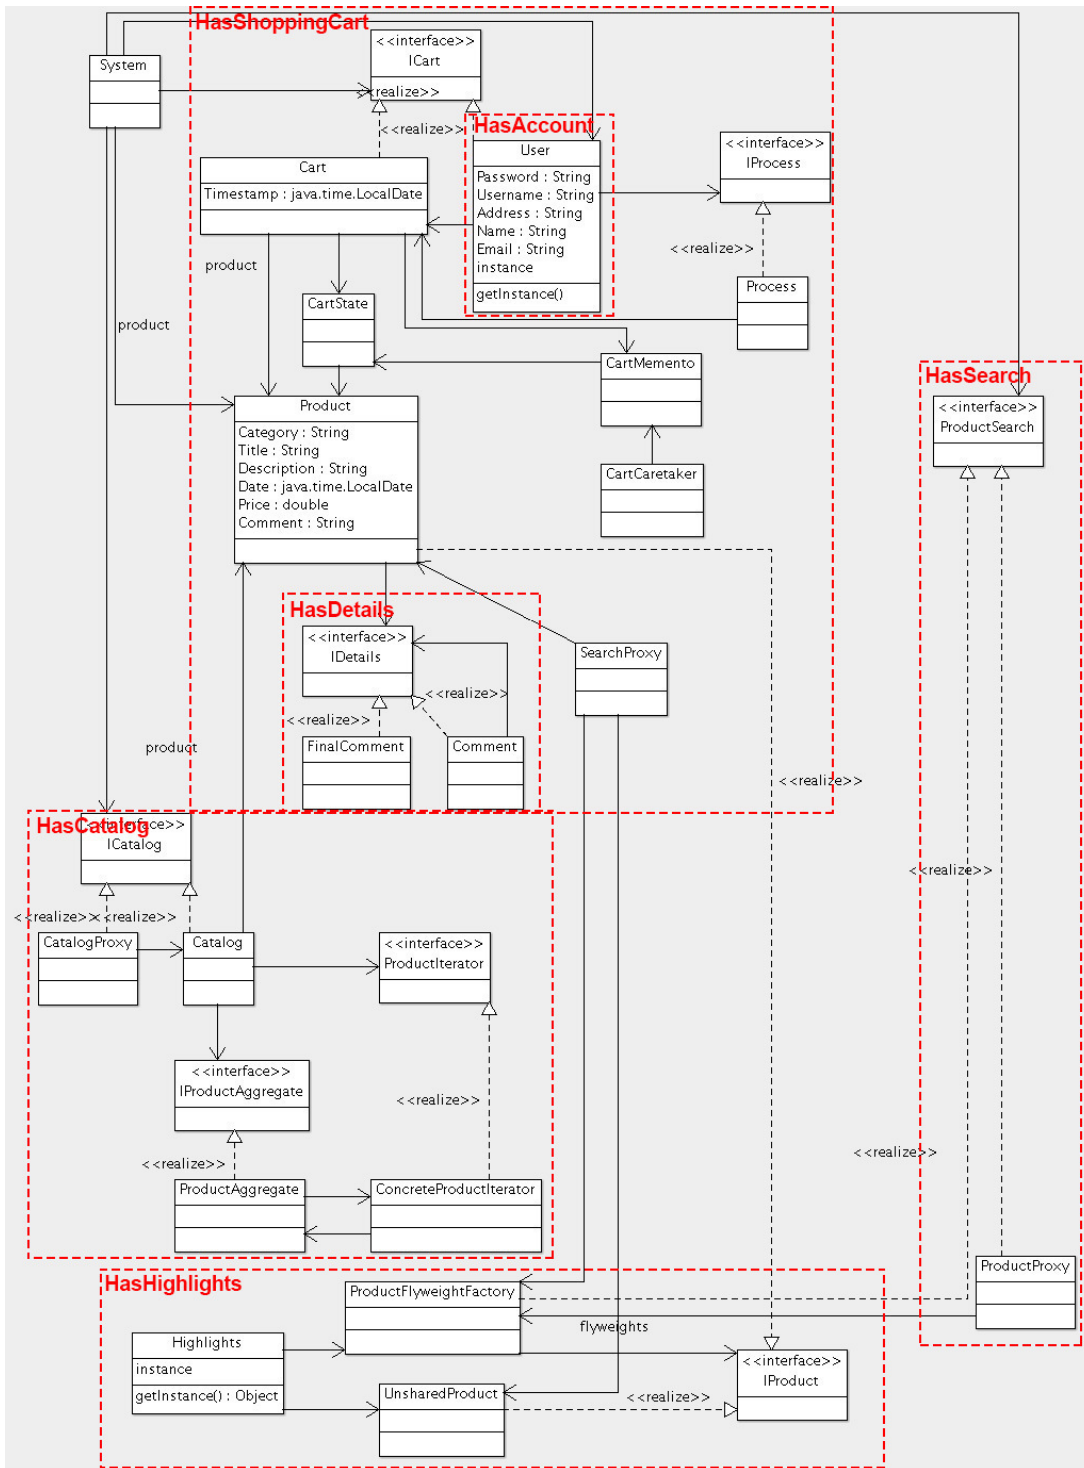 HasShoppingCart
<<interface>>
ICart
System
<<realize>>
<<realize>>
HasAccount
<<interface>>
IProcess
User
Cart
Password : String
Timestamp : java.time.LocalDate
Username : String
Address : String
Name : String
Email : String
instance
getInstance()
<<realize>>
product
Process
CartState
product
CartMemento
HasSearch
Product
<<interface>>
ProductSearch
Category : String
Title : String
Description : String
Date : java.time.LocalDate
Price : double
Comment : String
CartCaretaker
HasDetails
<<interface>>
IDetails
SearchProxy
<<realize>>
<<realize>>
FinalComment
Comment
product
<<realize>>
HasCatalog
<<interface>>
ICatalog
<<realize>>
<<realize>>
<<realize>>
CatalogProxy
Catalog
<<interface>>
ProductIterator
<<interface>>
IProductAggregate
<<realize>>
<<realize>>
<<realize>>
ProductAggregate
ConcreteProductIterator
HasHighlights
ProductFlyweightFactory
ProductProxy
flyweights
Highlights
instance
getInstance() : Object
<<interface>>
IProduct
UnsharedProduct
<<realize>>